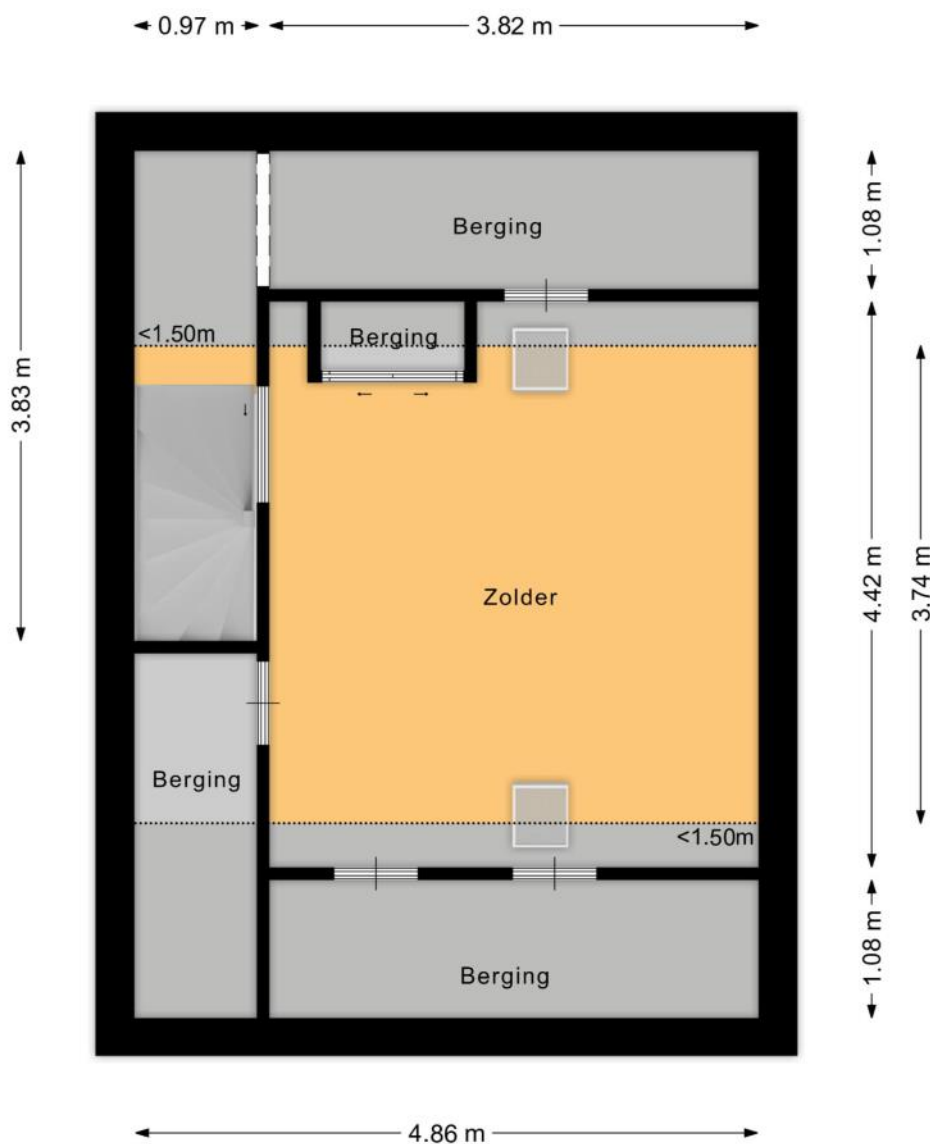 0.97 m
3.82 m
Berging
1.08 m
<1.50m
Berging
3.83 m
4.42 m
3.74 m
Zolder
Berging
<1.50m
Berging
1.08 m
4.86 m